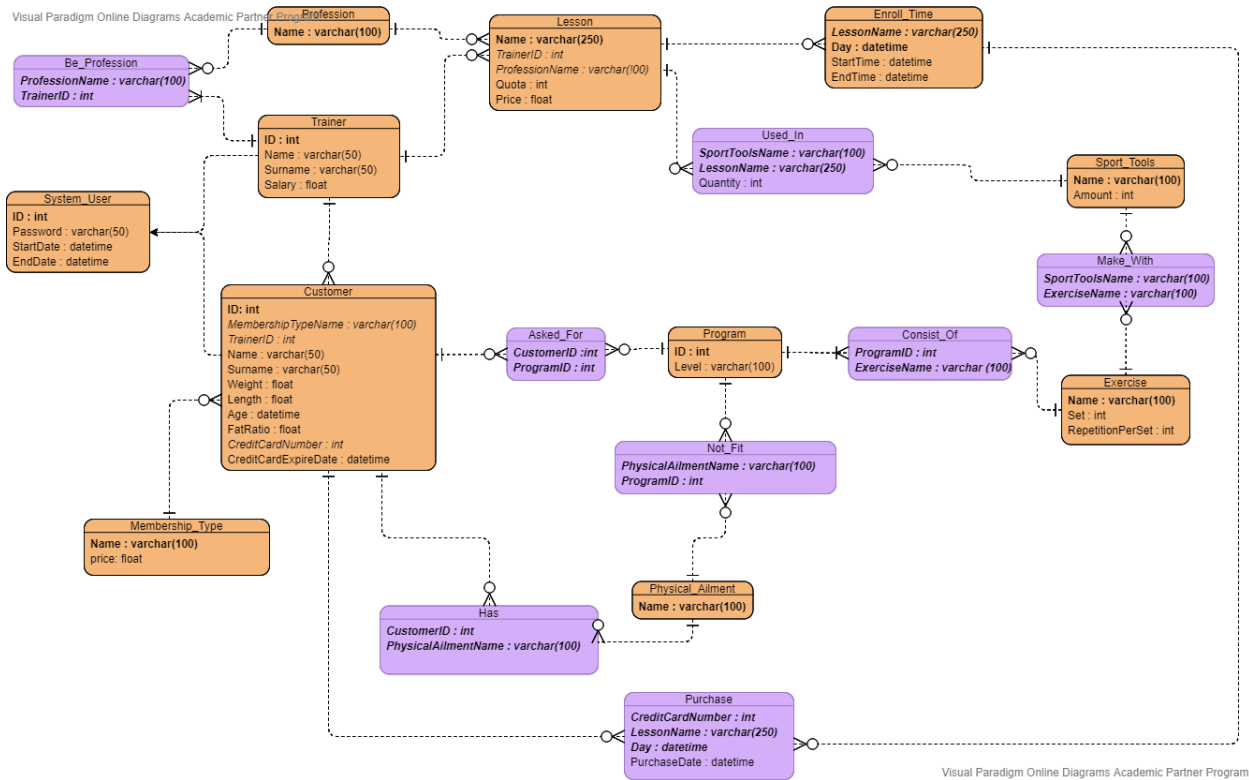 Visual Paradigm Online Diagrams Academic Partner Program
Profession
Name : varchar(100)
Lesson
Name : varchar(250)
TrainerID : int
ProfessionName : varchar(!00)
Quota : int
Price : float
Enroll_Time
LessonName : varchar(250)
Day : datetime
StartTime : datetime
EndTime : datetime
Be_Profession
ProfessionName : varchar(100)
TrainerID : int
Trainer
ID : int
Name : varchar(50)
Surname : varchar(50)
Salary : float
Used_In
SportToolsName : varchar(100)
LessonName : varchar(250)
Quantity : int
Sport_Tools
Name : varchar(100)
Amount : int
System_User
ID : int
Password : varchar(50)
StartDate : datetime
EndDate : datetime
Make_With
SportToolsName : varchar(100)
ExerciseName : varchar(100)
Customer
ID: int
MembershipTypeName : varchar(100)
TrainerID : int
Name : varchar(50)
Surname : varchar(50)
Weight : float
Length : float
Age : datetime
FatRatio : float
CreditCardNumber : int
CreditCardExpireDate : datetime
Asked_For
CustomerID :int
ProgramID : int
Program
ID : int
Level : varchar(100)
Consist_Of
ProgramID : int
ExerciseName : varchar (100)
Exercise
Name : varchar(100)
Set : int
RepetitionPerSet : int
Not_Fit
PhysicalAilmentName : varchar(100)
ProgramID : int
Membership_Type
Name : varchar(100)
price: float
Physical_Ailment
Name : varchar(100)
Has
CustomerID : int
PhysicalAilmentName : varchar(100)
Purchase
CreditCardNumber : int
LessonName : varchar(250)
Day : datetime
PurchaseDate : datetime
Visual Paradigm Online Diagrams Academic Partner Program